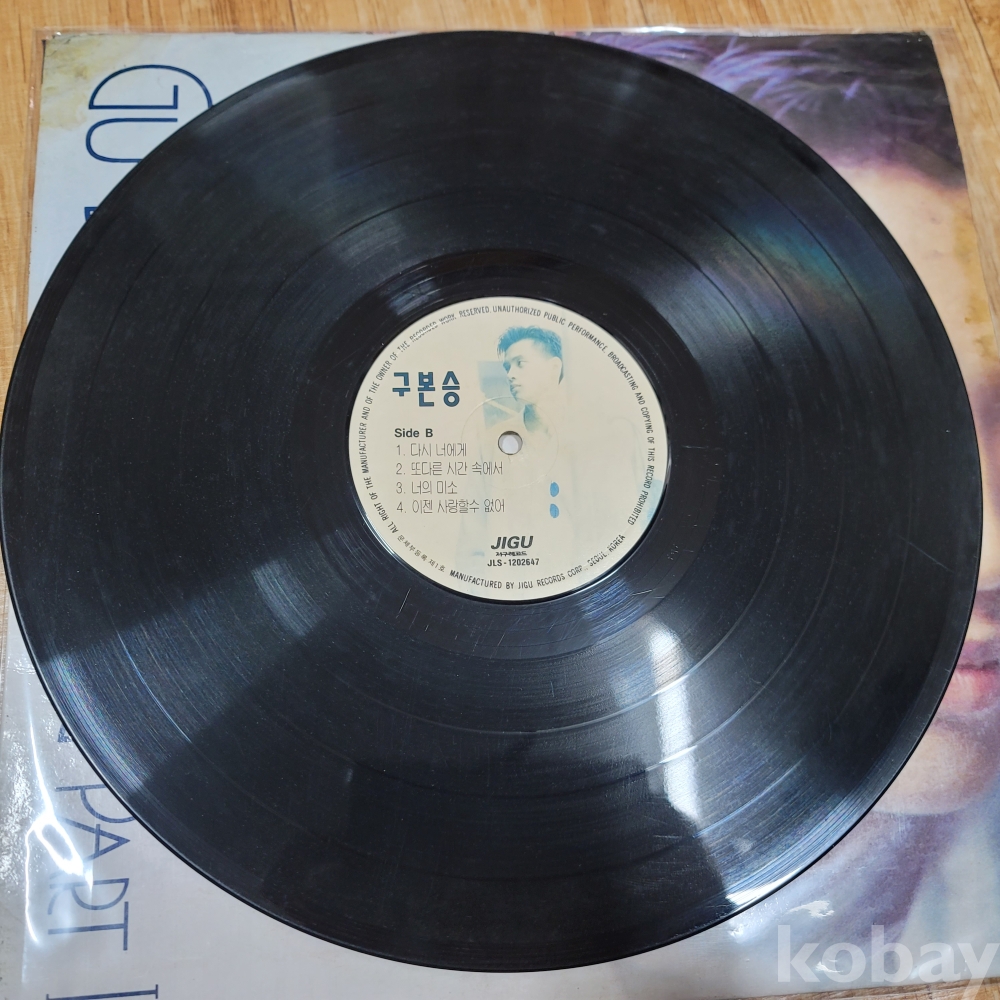 GU
PART I
구본승
Side B
1. 다시 너에게
2. 또다른 시간 속에서
3. 너의 미소
4. 이젠 사랑할수 없어
JIGU
지구레코드
JLS-1202647
ALL RIGHT OF THE MANUFACTURER AND OF THE OWNER OF THE RECORDED WORK RESERVED. UNAUTHORIZED PUBLIC PERFORMANCE, BROADCASTING AND COPYING OF THIS RECORD PROHIBITED
MANUFACTURED BY JIGU RECORDS CORP., SEOUL, KOREA
kobay